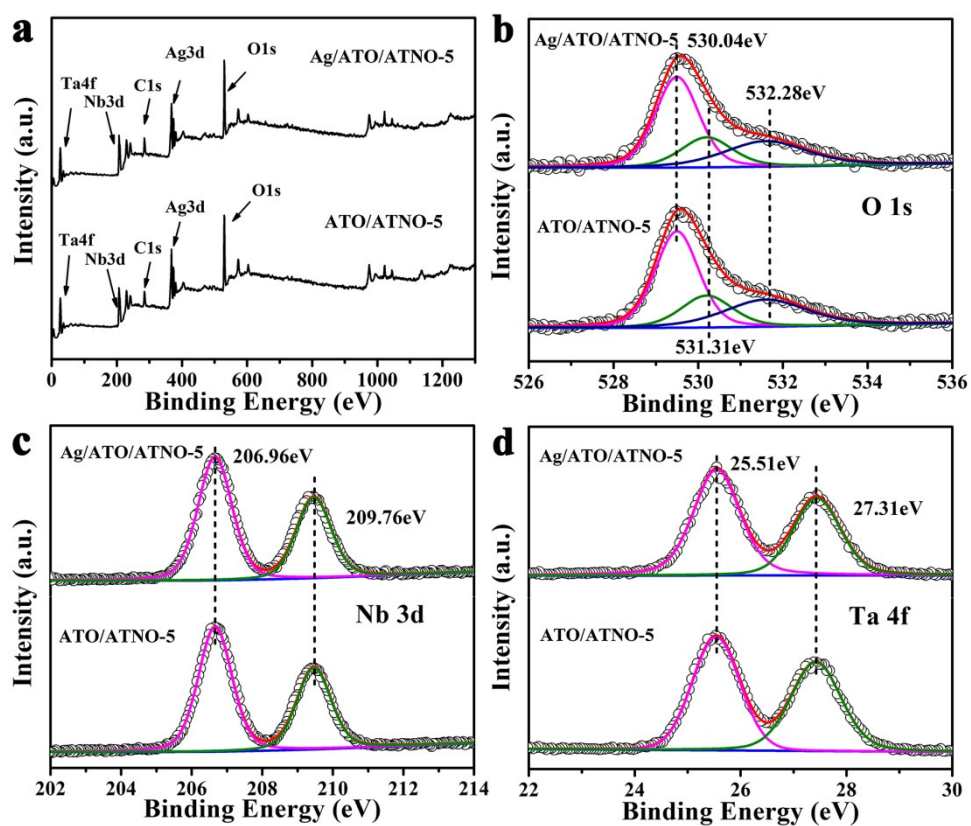 a
Ag3d
O1s
Ag/ATO/ATNO-5
Ta4f
C1s
Nb3d
O1s
Ag3d
ATO/ATNO-5
Ta4f
C1s
Nb3d
Intensity (a.u.)
0 200 400 600 800 1000 1200
Binding Energy (eV)
b
Ag/ATO/ATNO-5
530.04eV
532.28eV
O 1s
ATO/ATNO-5
531.31eV
Intensity (a.u.)
526 528 530 532 534 536
Binding Energy (eV)
c
Ag/ATO/ATNO-5
206.96eV
209.76eV
Nb 3d
ATO/ATNO-5
Intensity (a.u.)
202 204 206 208 210 212 214
Binding Energy (eV)
d
Ag/ATO/ATNO-5
25.51eV
27.31eV
Ta 4f
ATO/ATNO-5
Intensity (a.u.)
22 24 26 28 30
Binding Energy (eV)